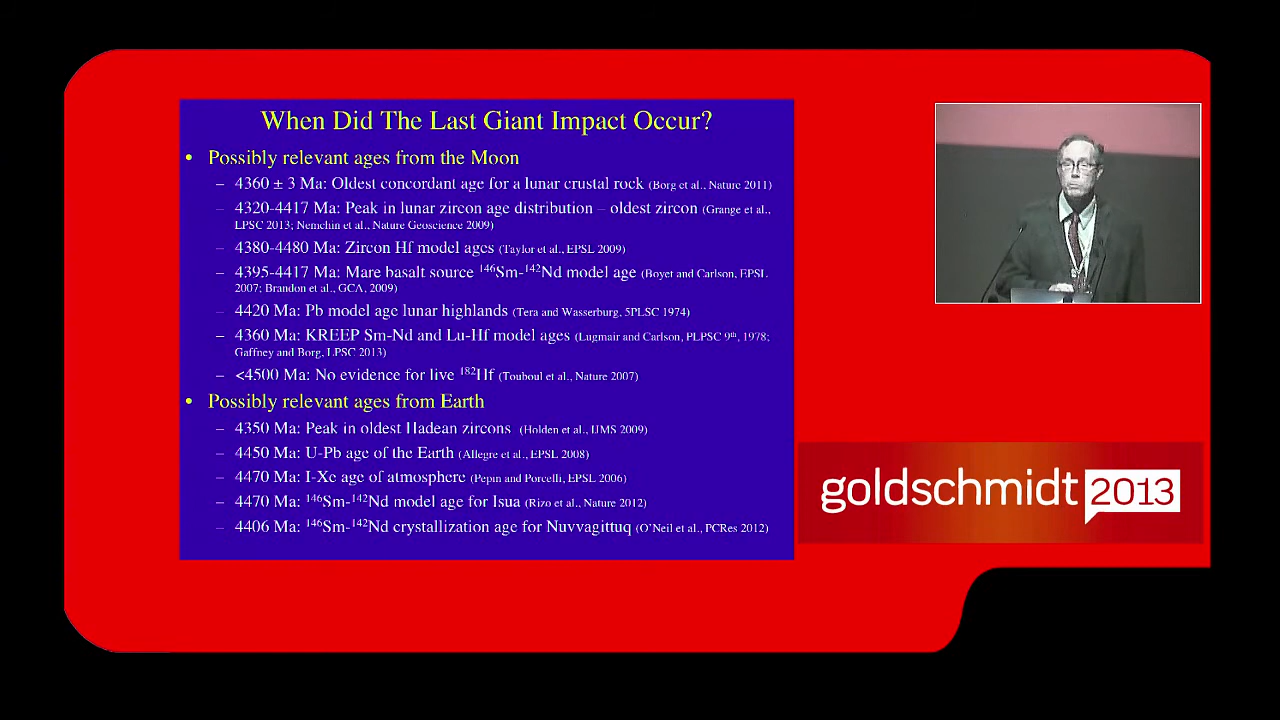 When Did The Last Giant Impact Occur?
• Possibly relevant ages from the Moon
– 4360 ± 3 Ma: Oldest concordant age for a lunar crustal rock (Borg et al., Nature 2011)
– 4320-4417 Ma: Peak in lunar zircon age distribution – oldest zircon (Grange et al.,
LPSC 2013; Nemchin et al., Nature Geoscience 2009)
– 4380-4480 Ma: Zircon Hf model ages (Taylor et al., EPSL 2009)
– 4395-4417 Ma: Mare basalt source ¹⁴⁶Sm-¹⁴²Nd model age (Boyet and Carlson, EPSL
2007; Brandon et al., GCA, 2009)
– 4420 Ma: Pb model age lunar highlands (Tera and Wasserburg, 5PLSC 1974)
– 4360 Ma: KREEP Sm-Nd and Lu-Hf model ages (Lugmair and Carlson, PLPSC 9ᵗʰ, 1978;
Gaffney and Borg, LPSC 2013)
– <4500 Ma: No evidence for live ¹⁸²Hf (Touboul et al., Nature 2007)
• Possibly relevant ages from Earth
– 4350 Ma: Peak in oldest Hadean zircons (Holden et al., IJMS 2009)
– 4450 Ma: U-Pb age of the Earth (Allegre et al., EPSL 2008)
– 4470 Ma: I-Xe age of atmosphere (Pepin and Porcelli, EPSL 2006)
– 4470 Ma: ¹⁴⁶Sm-¹⁴²Nd model age for Isua (Rizo et al., Nature 2012)
– 4406 Ma: ¹⁴⁶Sm-¹⁴²Nd crystallization age for Nuvvagittuq (O'Neil et al., PCRes 2012)
goldschmidt 2013